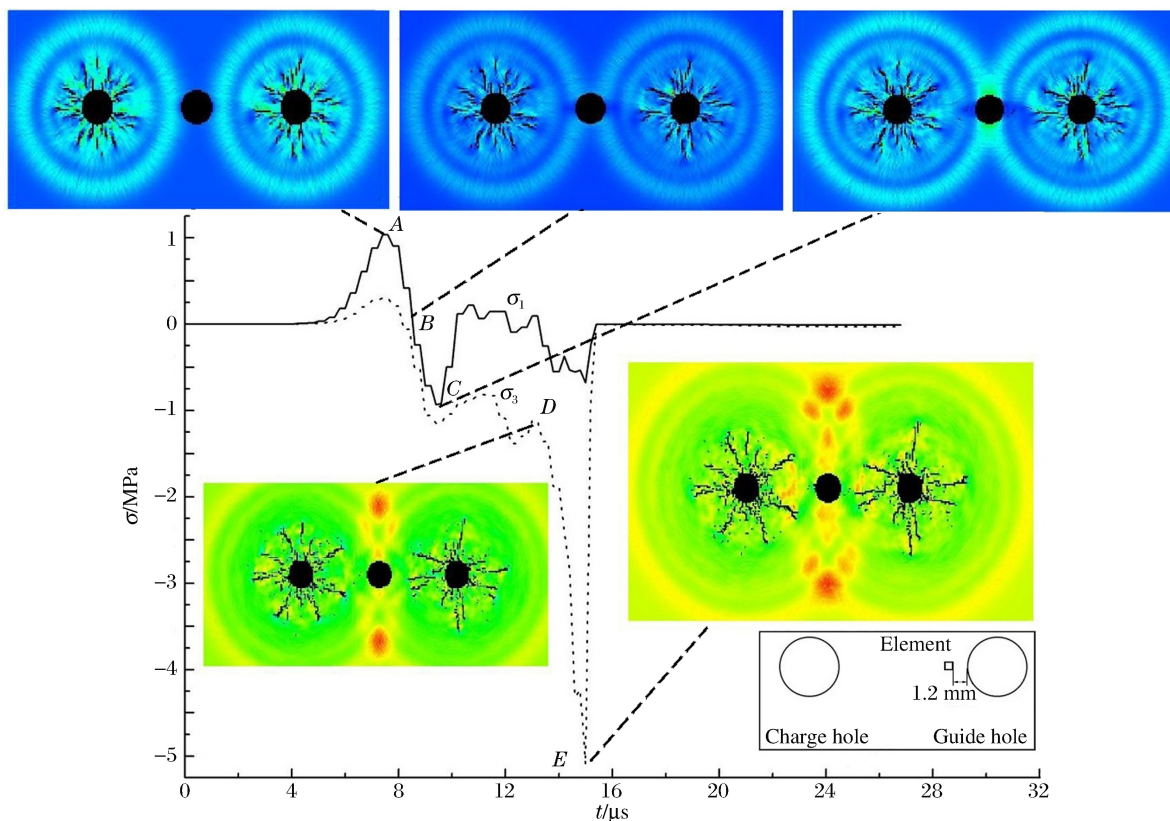 A
1
σ1
0
B
C
σ3
D
−1
−2
−3
−4
−5
σ/MPa
E
Element
1.2 mm
Charge hole
Guide hole
0
4
8
12
16
20
24
28
32
t/μs